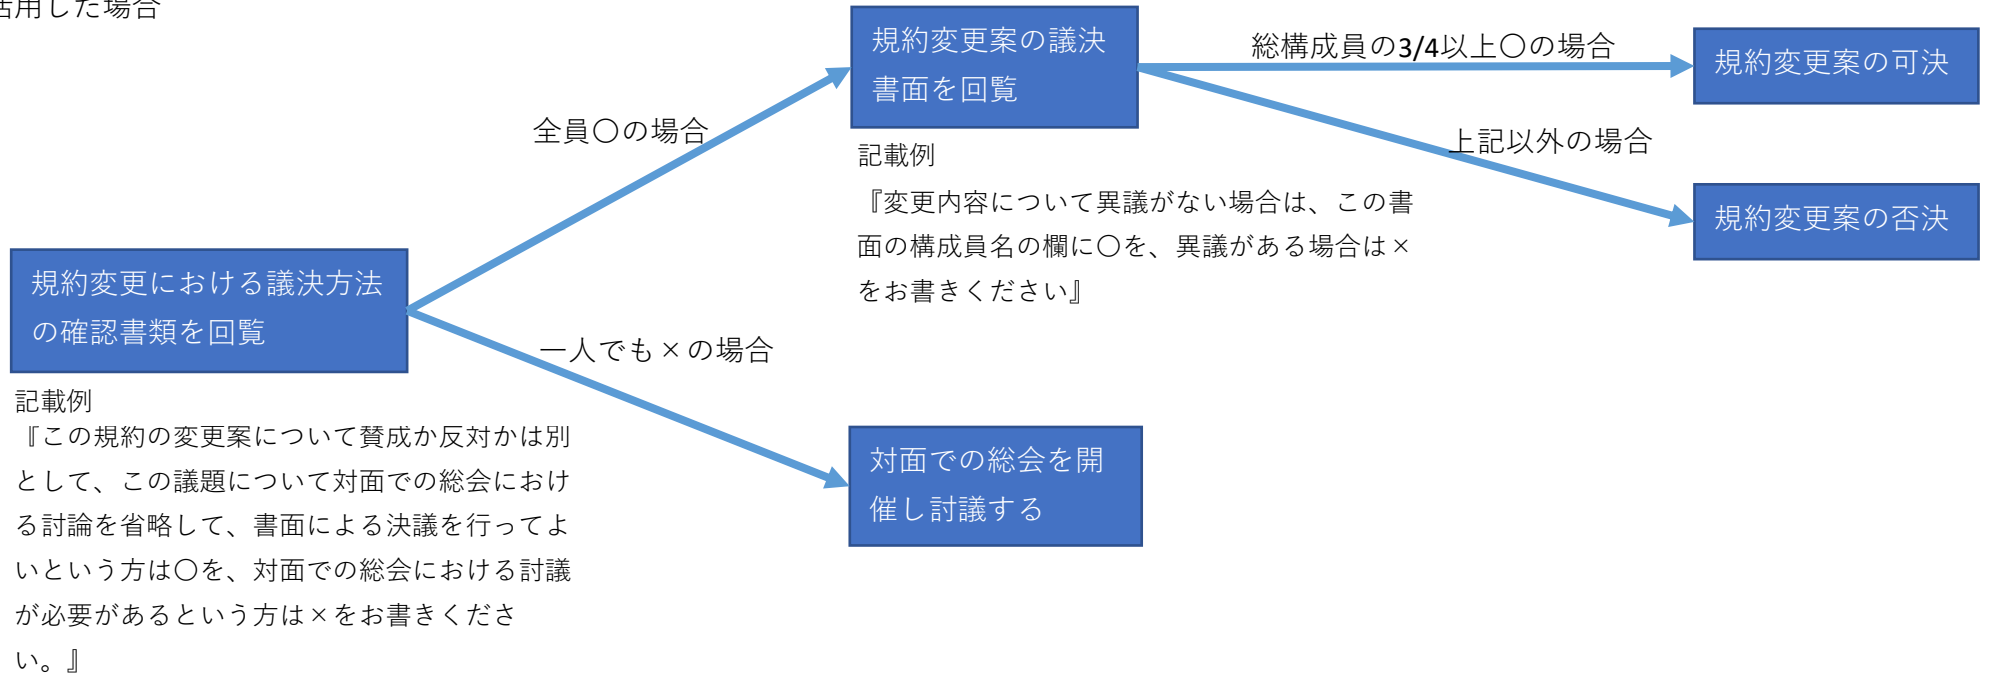 活用した場合
規約変更における議決方法
の確認書類を回覧
記載例
『この規約の変更案について賛成か反対かは別
として、この議題について対面での総会におけ
る討論を省略して、書面による決議を行ってよ
いという方は〇を、対面での総会における討議
が必要があるという方は×をお書きくださ
い。』
全員〇の場合
一人でも×の場合
規約変更案の議決
書面を回覧
記載例
『変更内容について異議がない場合は、この書
面の構成員名の欄に〇を、異議がある場合は×
をお書きください』
対面での総会を開
催し討議する
総構成員の3/4以上〇の場合
上記以外の場合
規約変更案の可決
規約変更案の否決